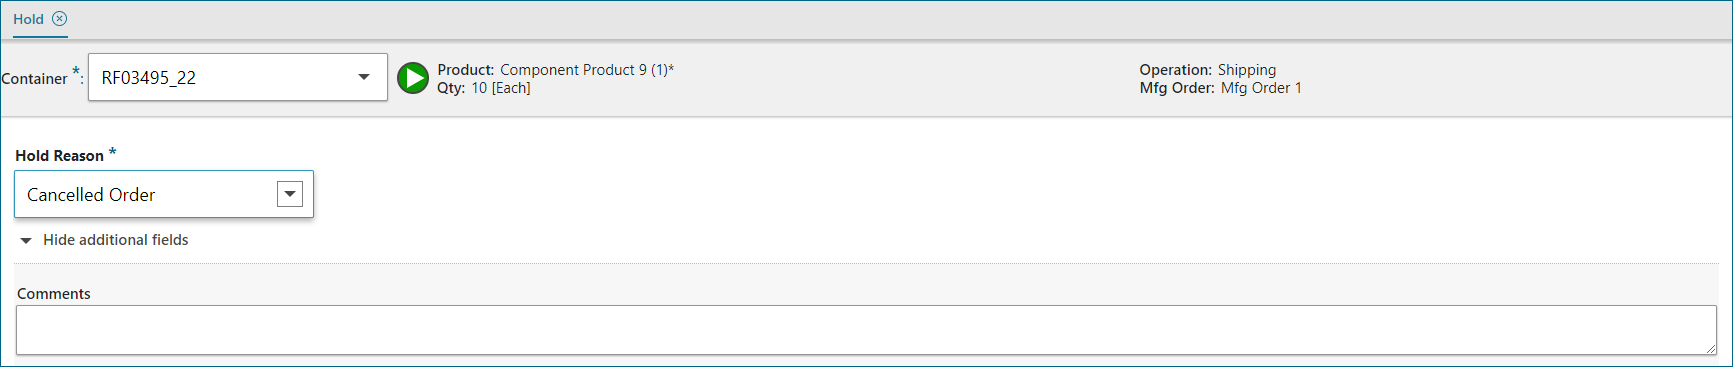 Hold
Container *:
RF03495_22
Product: Component Product 9 (1)*
Qty: 10 [Each]
Operation: Shipping
Mfg Order: Mfg Order 1
Hold Reason *
Cancelled Order
Hide additional fields
Comments